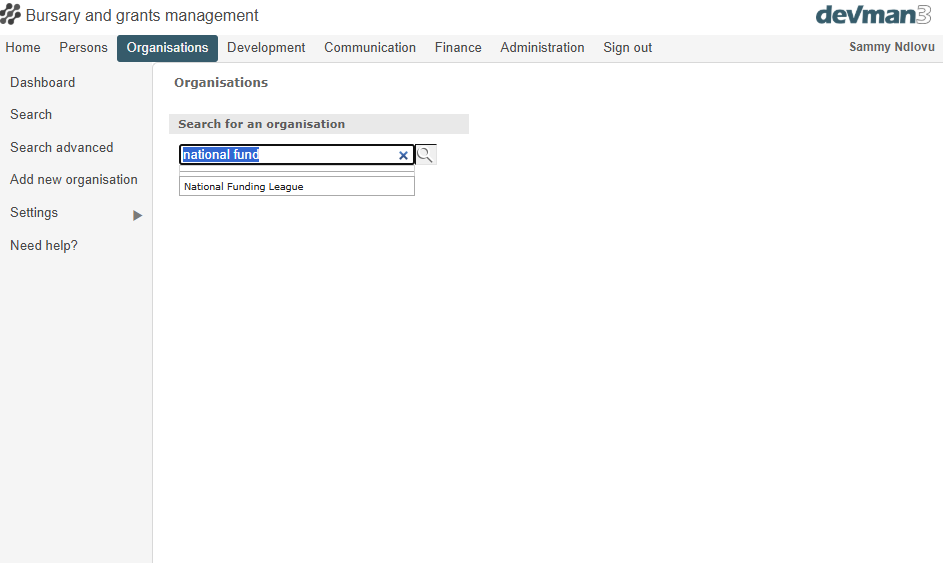 Bursary and grants management
devman3
Home Persons Organisations Development Communication Finance Administration Sign out Sammy Ndlovu
Dashboard
Search
Search advanced
Add new organisation
Settings
Need help?
Organisations
Search for an organisation
national fund
National Funding League